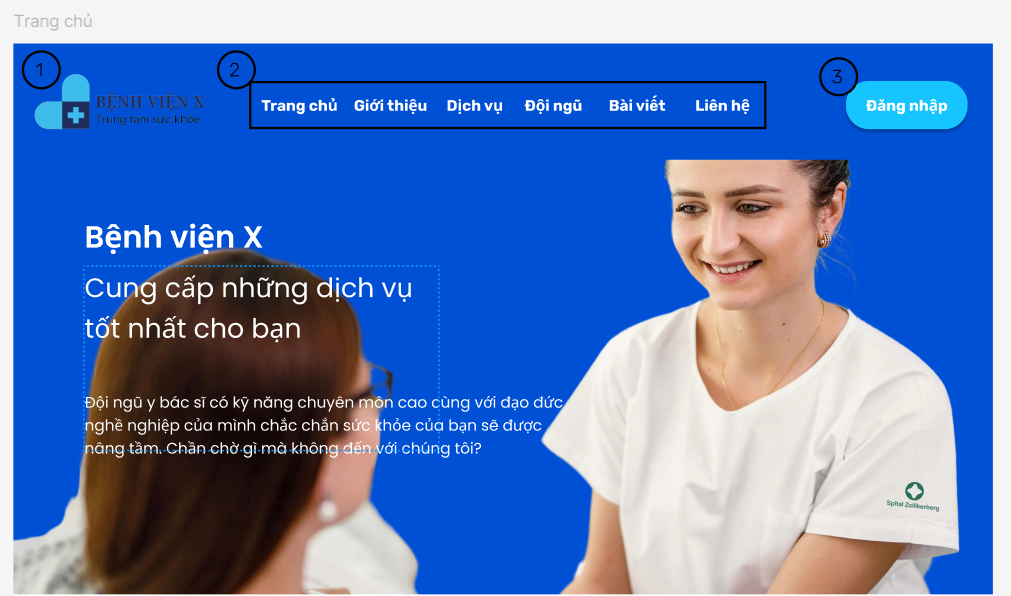 Trang chủ
1
2
3
BỆNH VIỆN X
Trung tâm sức khỏe
Trang chủ Giới thiệu Dịch vụ Đội ngũ Bài viết Liên hệ
Đăng nhập
Bệnh viện X
Cung cấp những dịch vụ
tốt nhất cho bạn
Đội ngũ y bác sĩ có kỹ năng chuyên môn cao cùng với đạo đức
nghề nghiệp của mình chắc chắn sức khỏe của bạn sẽ được
nâng tầm. Chần chờ gì mà không đến với chúng tôi?
Spital Zollikerberg